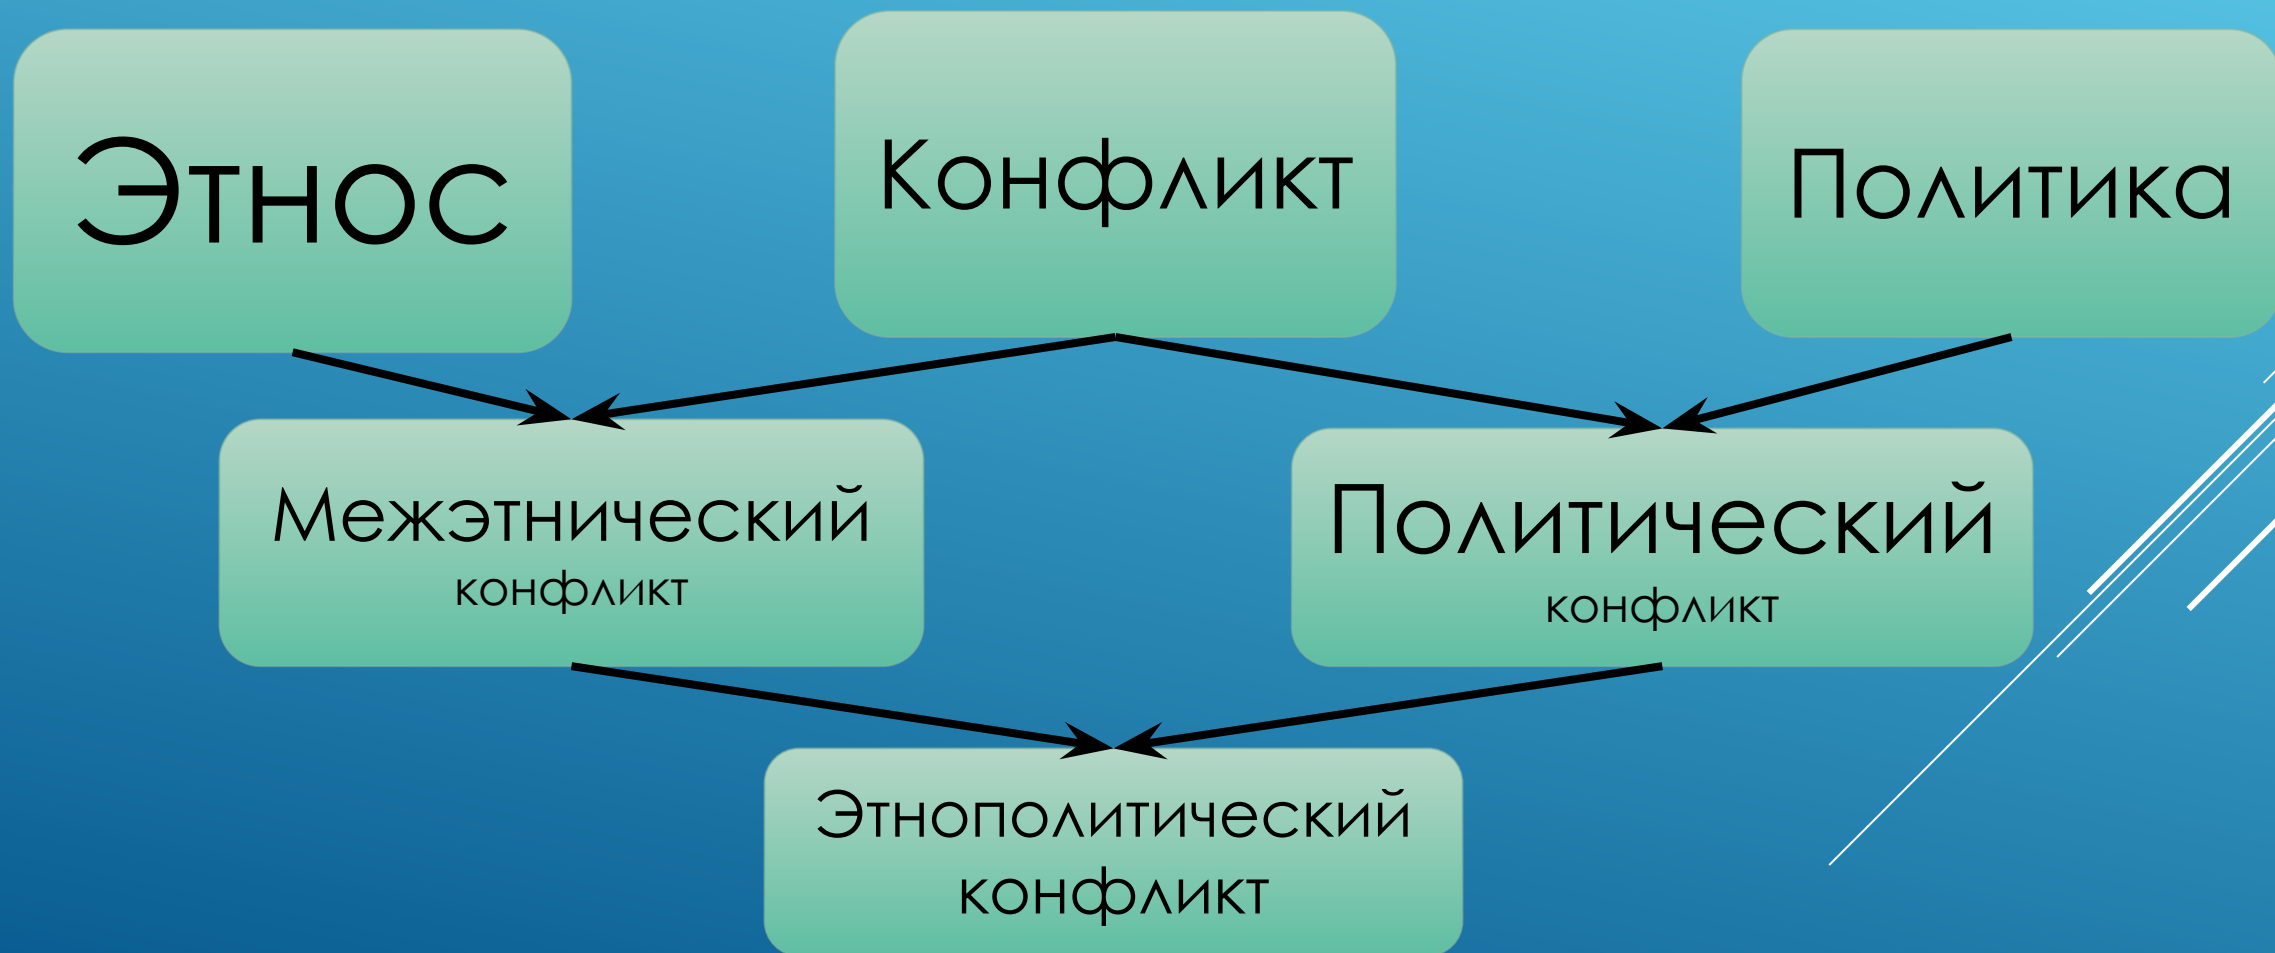 Этнос
Конфликт
Политика
Межэтнический
конфликт
Политический
конфликт
Этнополитический
конфликт